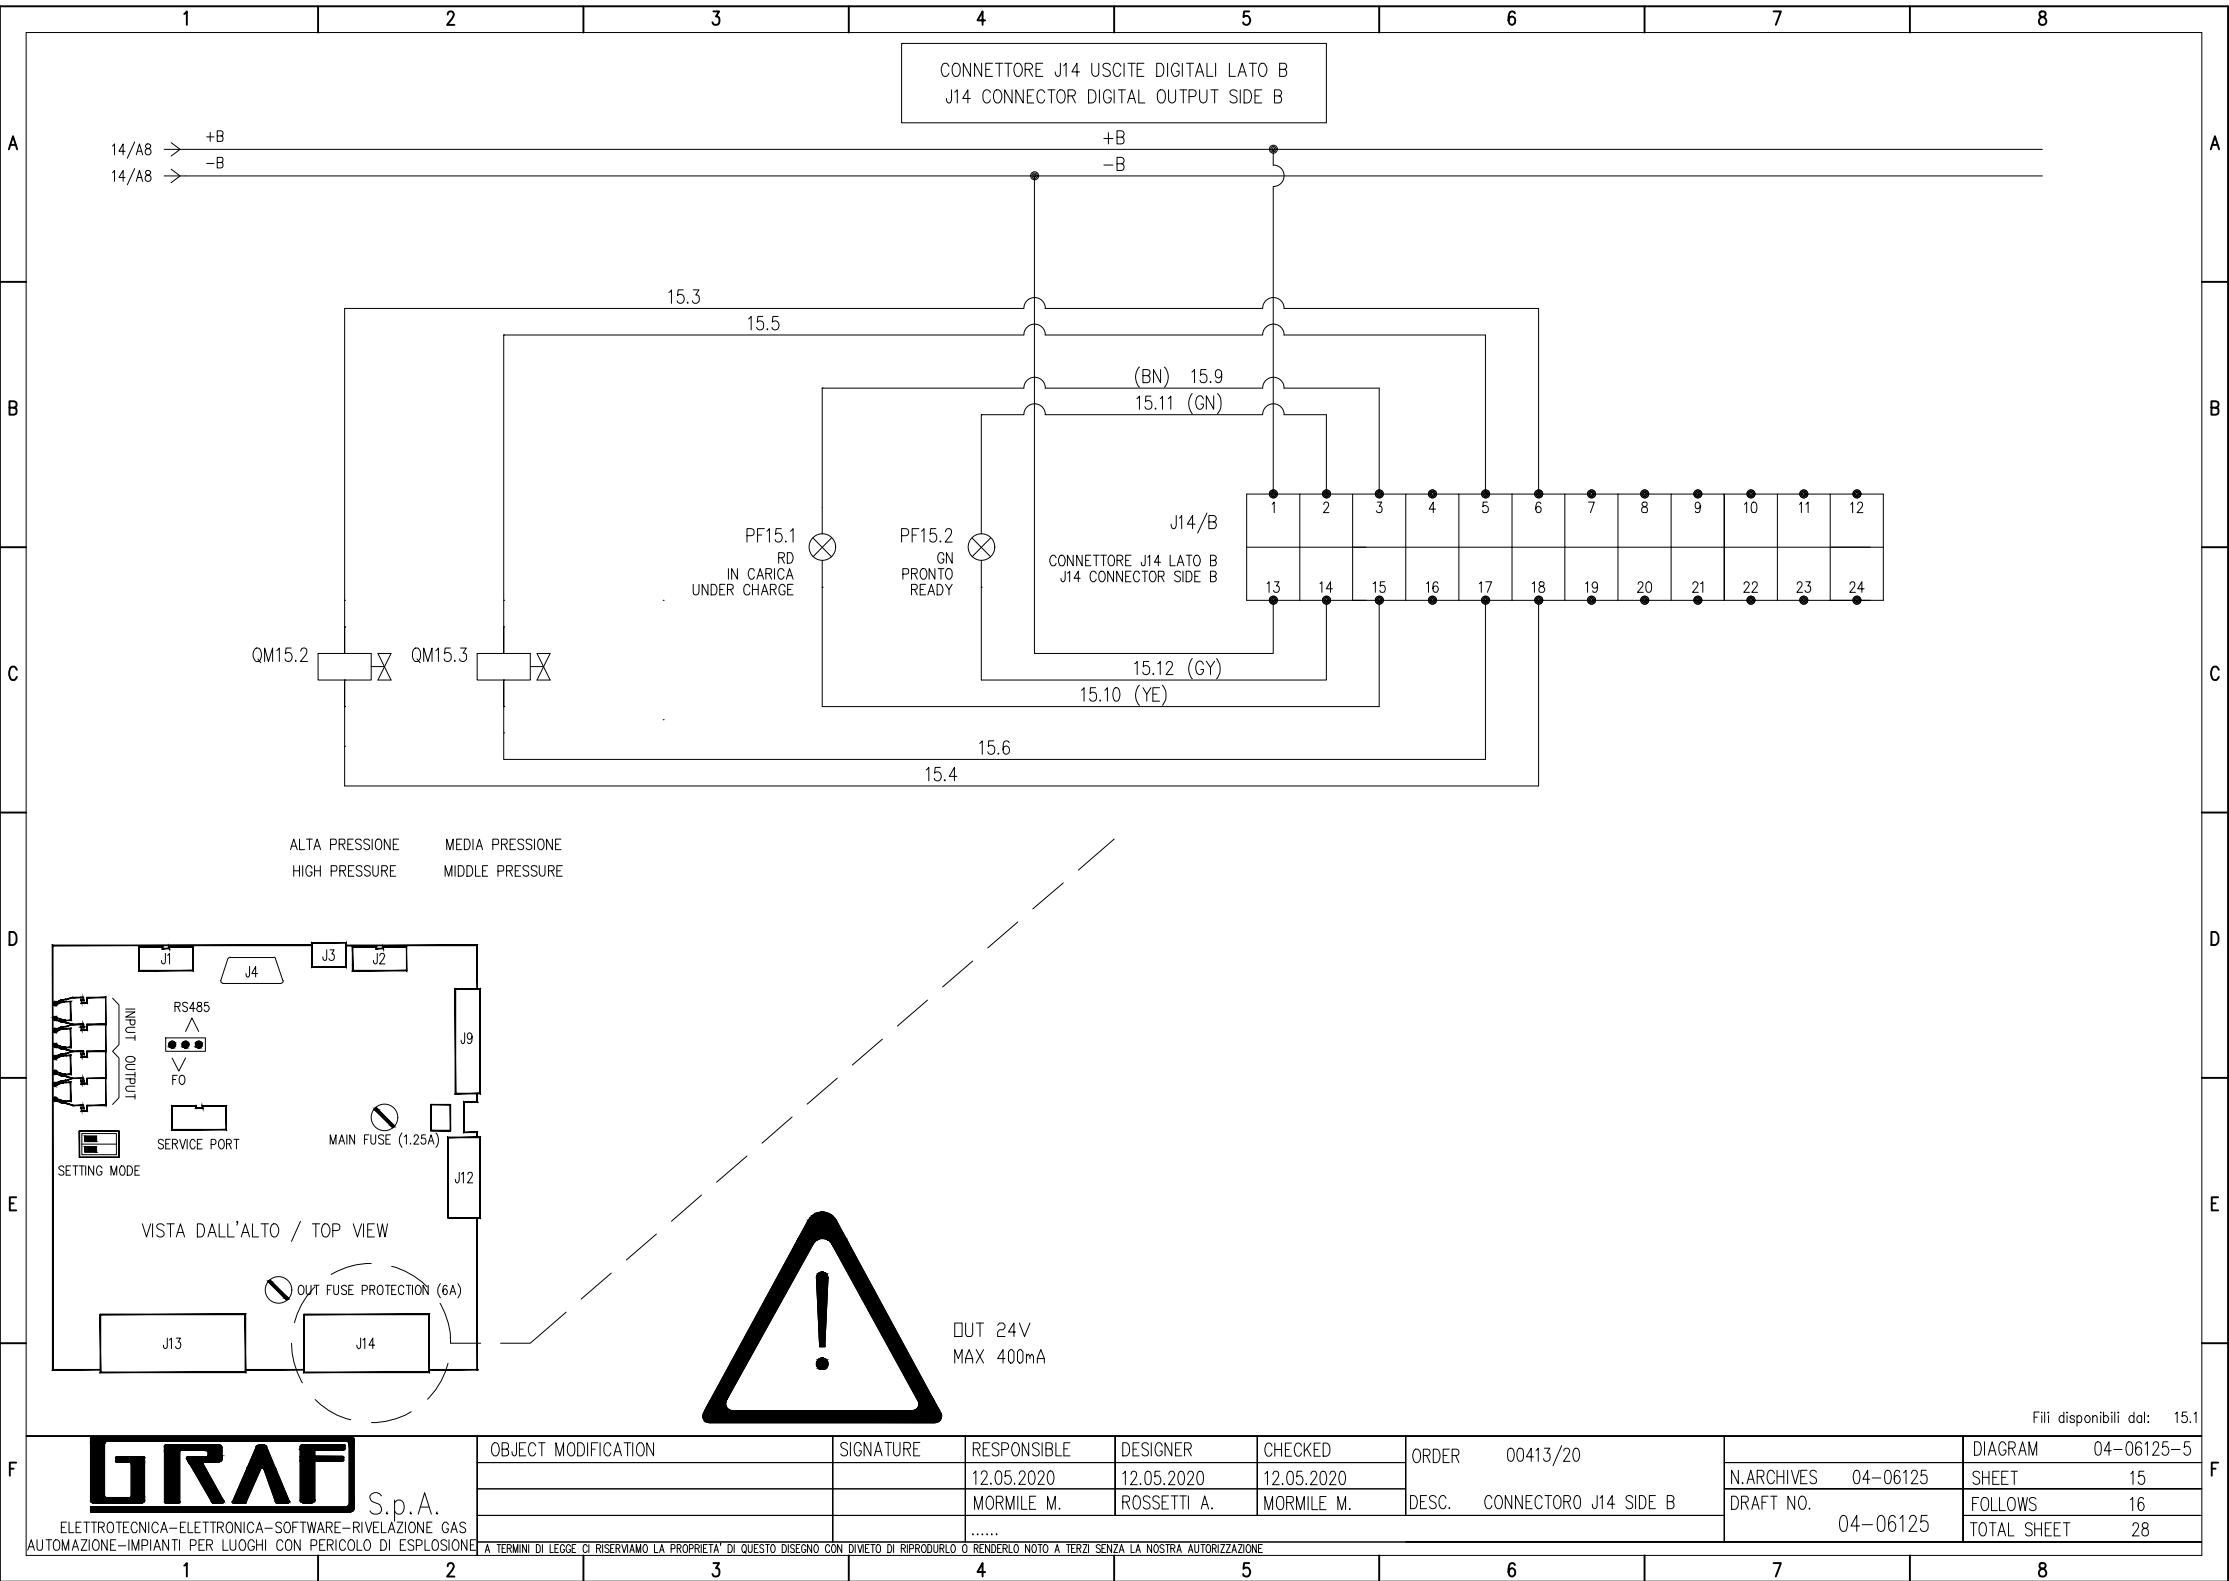 1 2 3 4 5 6 7 8
CONNETTORE J14 USCITE DIGITALI LATO B
J14 CONNECTOR DIGITAL OUTPUT SIDE B
A A
14/A8 +B +B
14/A8 -B -B
15.3
15.5
(BN) 15.9
15.11 (GN)
B B
1 2 3 4 5 6 7 8 9 10 11 12
J14/B
PF15.1
RD
IN CARICA
UNDER CHARGE
PF15.2
GN
PRONTO
READY
CONNETTORE J14 LATO B
J14 CONNECTOR SIDE B
13 14 15 16 17 18 19 20 21 22 23 24
QM15.2 QM15.3
C C
15.12 (GY)
15.10 (YE)
15.6
15.4
ALTA PRESSIONE MEDIA PRESSIONE
HIGH PRESSURE MIDDLE PRESSURE
D D
J1 J4 J3 J2
RS485
INPUT OUTPUT
J9
FO
SERVICE PORT
MAIN FUSE (1.25A)
SETTING MODE
J12
E E
VISTA DALL'ALTO / TOP VIEW
OUT FUSE PROTECTION (6A)
J13 J14
!
OUT 24V
MAX 400mA
Fili disponibili dal: 15.1
F F
GRAF S.p.A.
ELETTROTECNICA-ELETTRONICA-SOFTWARE-RIVELAZIONE GAS
AUTOMAZIONE-IMPIANTI PER LUOGHI CON PERICOLO DI ESPLOSIONE
OBJECT MODIFICATION SIGNATURE RESPONSIBLE DESIGNER CHECKED
12.05.2020 12.05.2020 12.05.2020
MORMILE M. ROSSETTI A. MORMILE M.
......
ORDER 00413/20
DESC. CONNECTORO J14 SIDE B
N.ARCHIVES 04-06125
DRAFT NO.
04-06125
DIAGRAM 04-06125-5
SHEET 15
FOLLOWS 16
TOTAL SHEET 28
A TERMINI DI LEGGE CI RISERVIAMO LA PROPRIETA' DI QUESTO DISEGNO CON DIVIETO DI RIPRODURLO O RENDERLO NOTO A TERZI SENZA LA NOSTRA AUTORIZZAZIONE
1 2 3 4 5 6 7 8